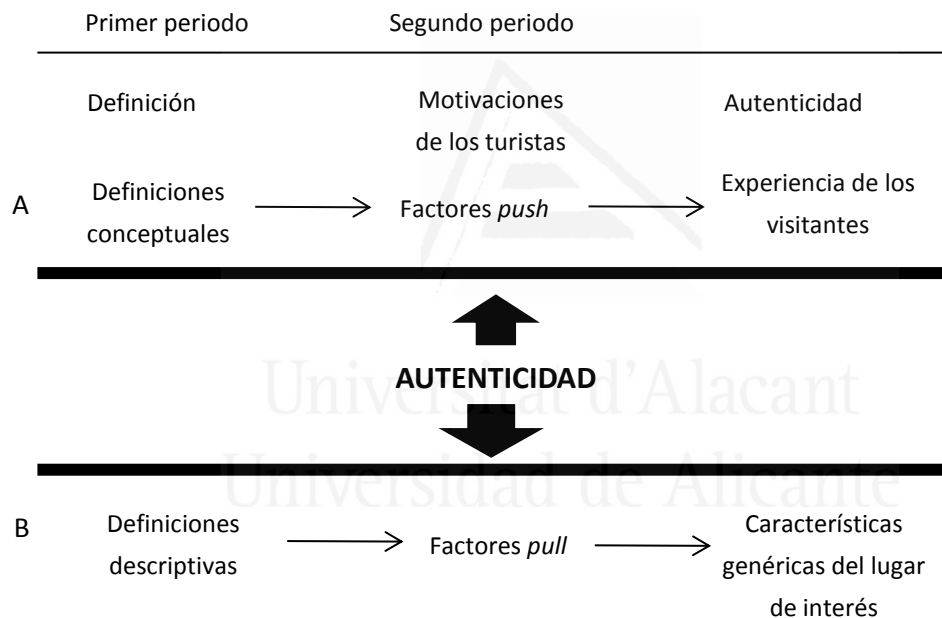 Primer periodo Segundo periodo
Definición Motivaciones de los turistas Autenticidad
A Definiciones conceptuales Factores push Experiencia de los visitantes
AUTENTICIDAD
Universitat d'Alacant
Universidad de Alicante
B Definiciones descriptivas Factores pull Características genéricas del lugar de interés